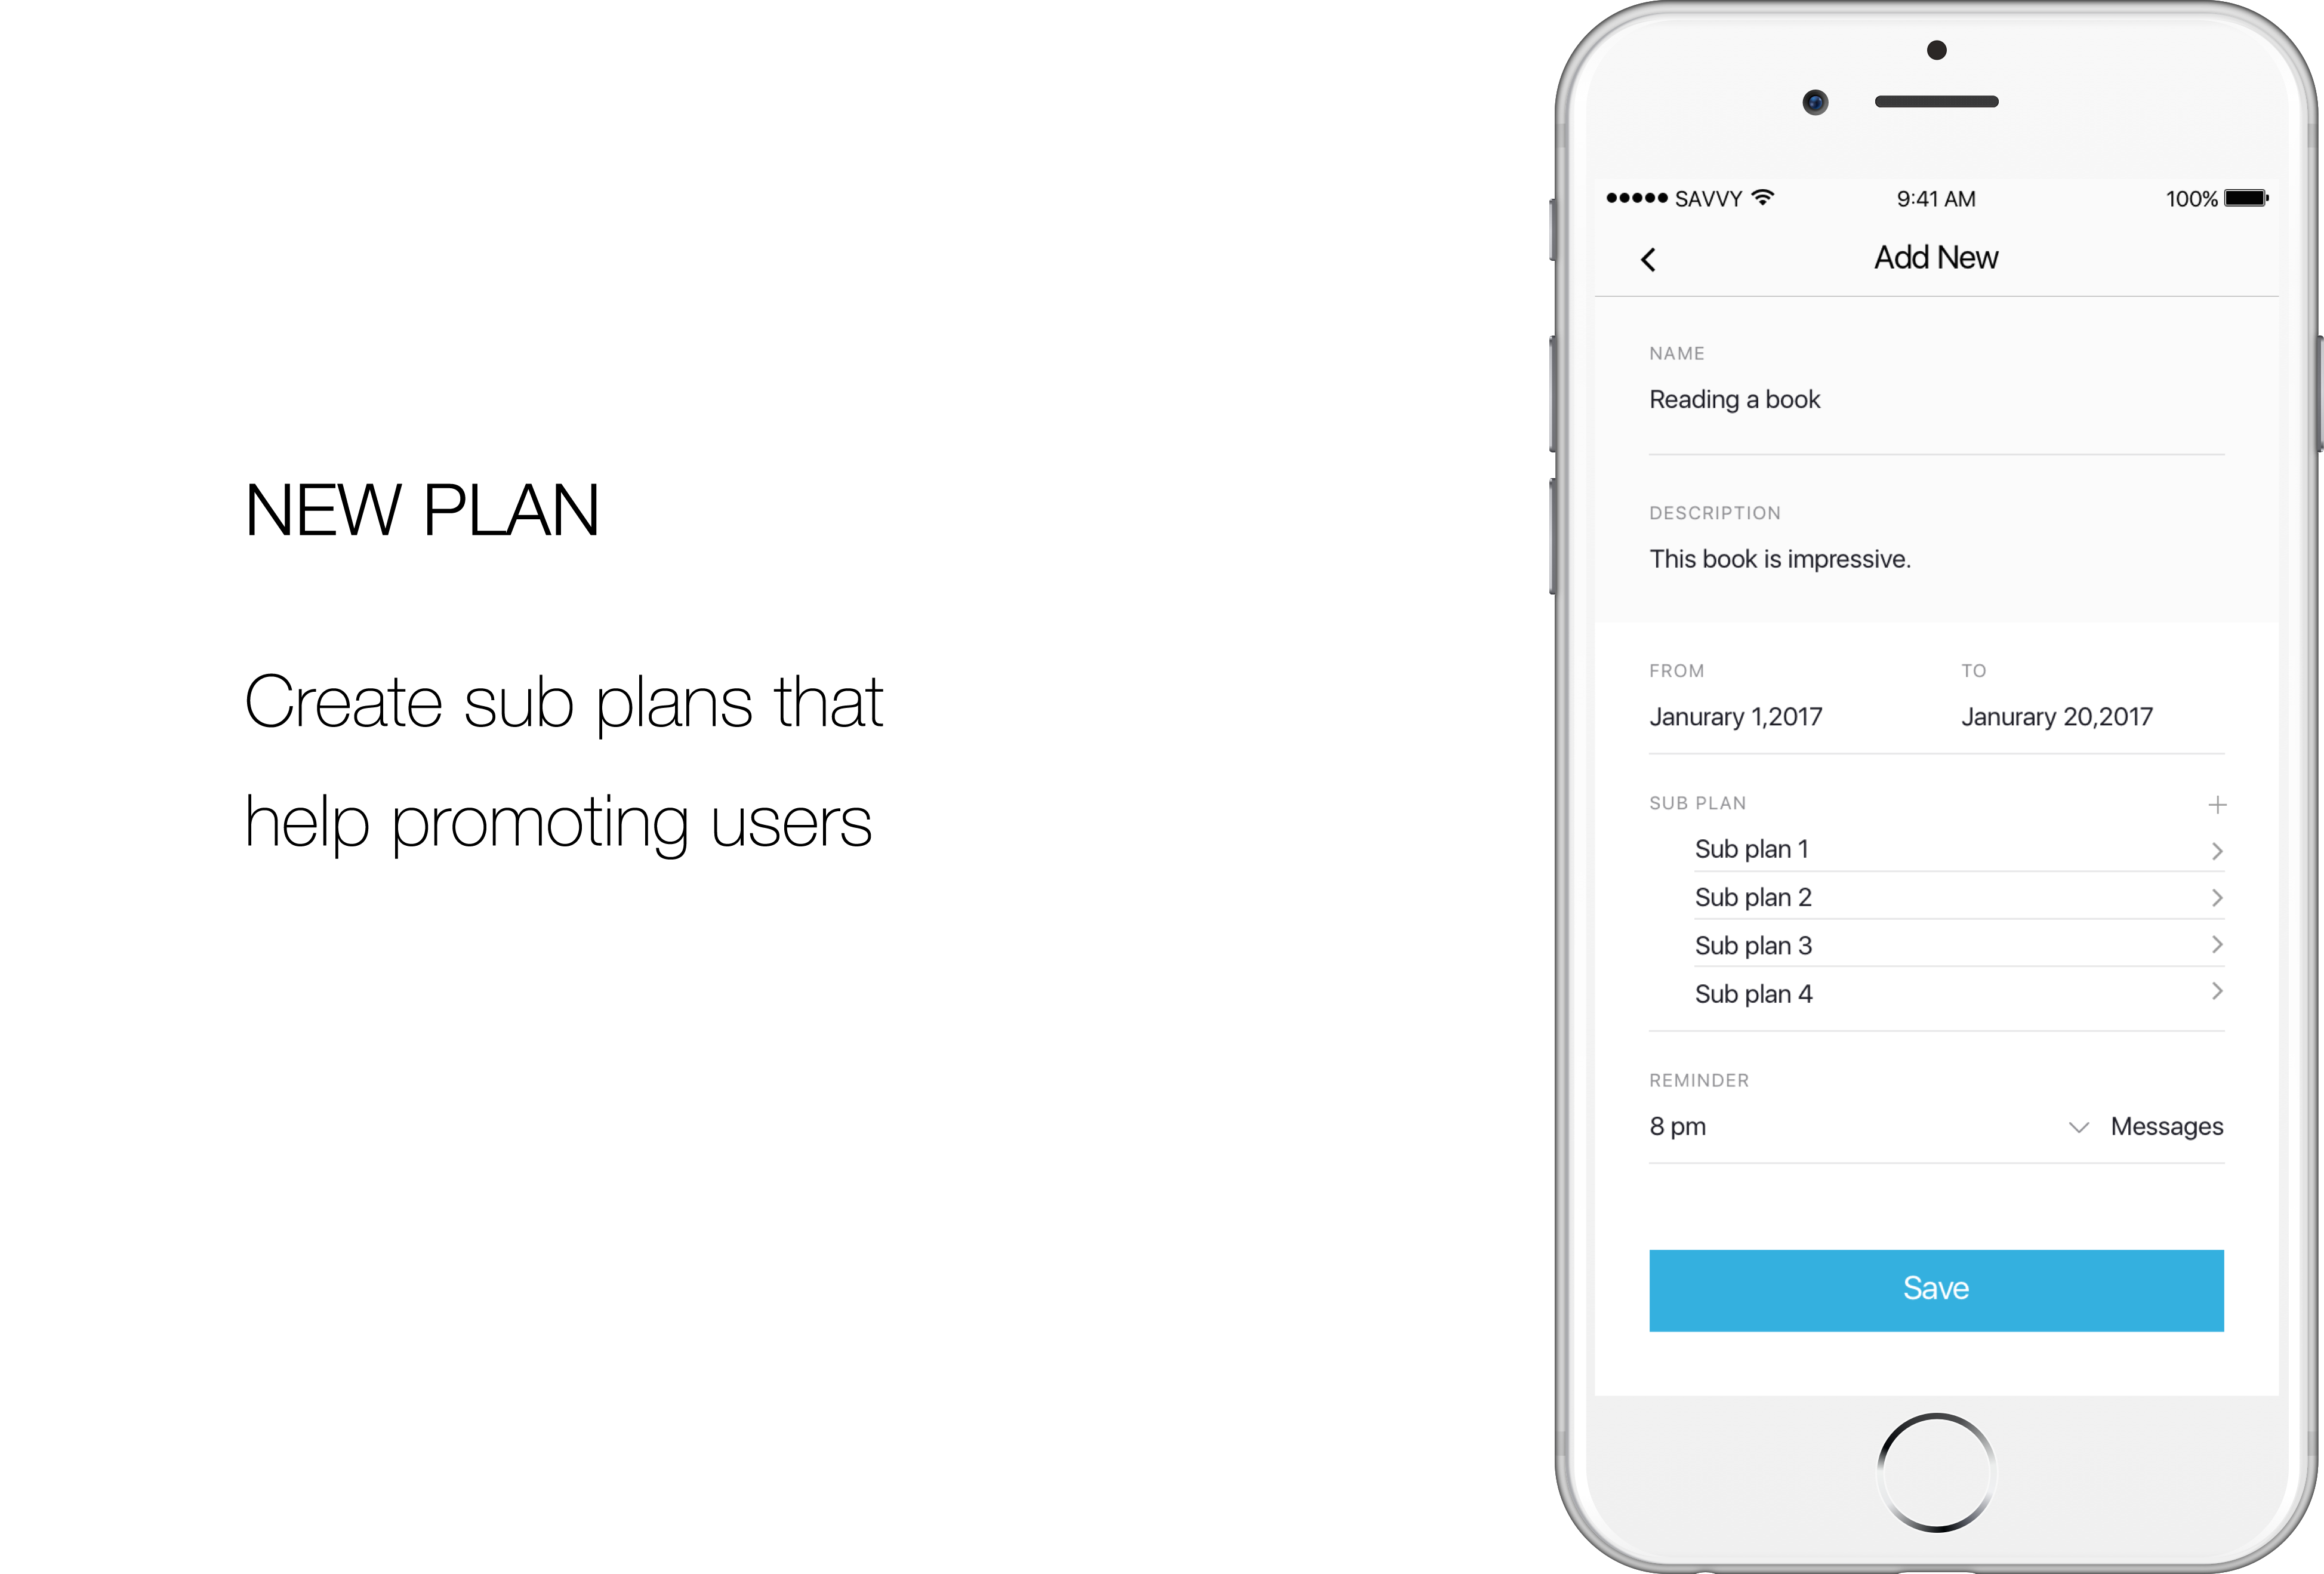 NEW PLAN
Create sub plans that
help promoting users
SAVVY 9:41 AM 100%
Add New
NAME
Reading a book
DESCRIPTION
This book is impressive.
FROM TO
Janurary 1,2017 Janurary 20,2017
SUB PLAN
Sub plan 1
Sub plan 2
Sub plan 3
Sub plan 4
REMINDER
8 pm Messages
Save